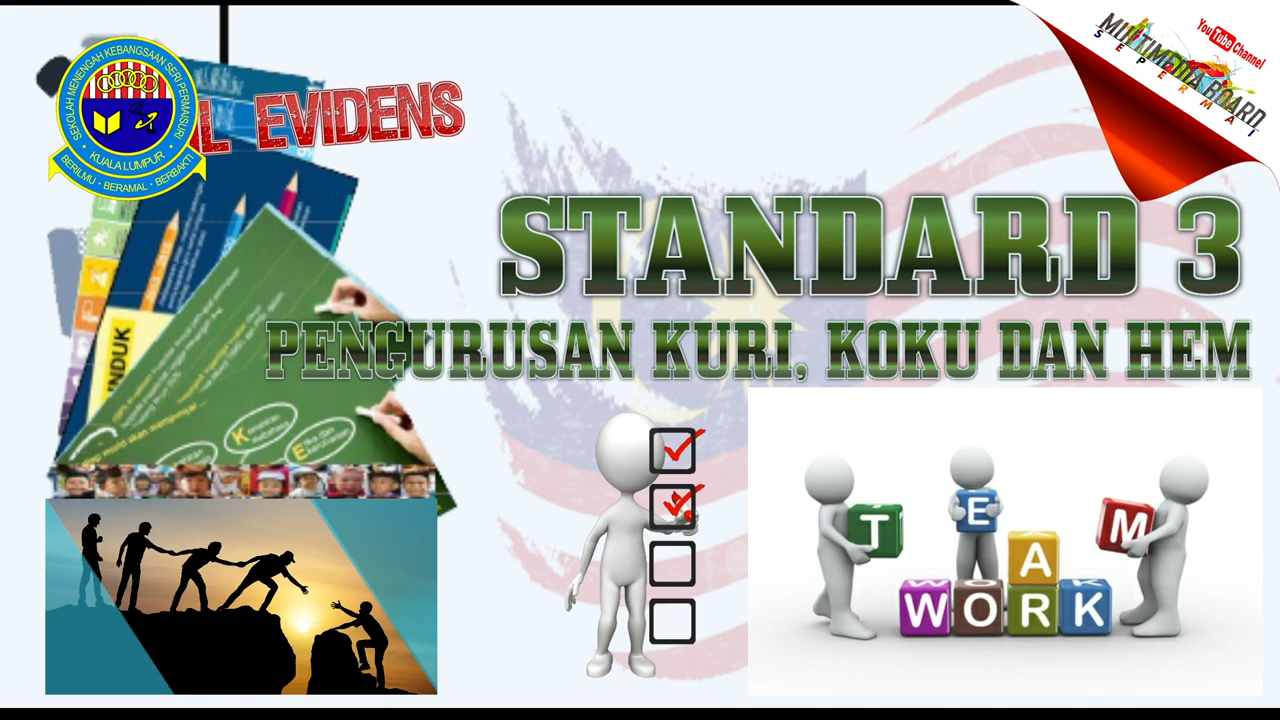 SEKOLAH MENENGAH KEBANGSAAN SERI PERMAISURI
KUALA LUMPUR
BERILMU • BERAMAL • BERBAKTI
L EVIDENS
MULTIMEDIA BOARD
SEPERMAI
YouTube Channel
STANDARD 3
PENGURUSAN KURI, KOKU DAN HEM
NDUK
T E A M
WORK